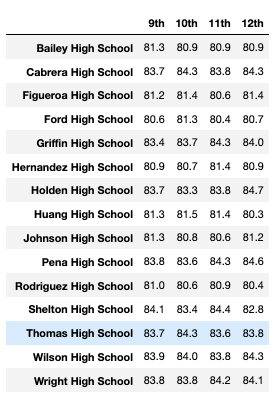 9th 10th 11th 12th
Bailey High School 81.3 80.9 80.9 80.9
Cabrera High School 83.7 84.3 83.8 84.3
Figueroa High School 81.2 81.4 80.6 81.4
Ford High School 80.6 81.3 80.4 80.7
Griffin High School 83.4 83.7 84.3 84.0
Hernandez High School 80.9 80.7 81.4 80.9
Holden High School 83.7 83.3 83.8 84.7
Huang High School 81.3 81.5 81.4 80.3
Johnson High School 81.3 80.8 80.6 81.2
Pena High School 83.8 83.6 84.3 84.6
Rodriguez High School 81.0 80.6 80.9 80.4
Shelton High School 84.1 83.4 84.4 82.8
Thomas High School 83.7 84.3 83.6 83.8
Wilson High School 83.9 84.0 83.8 84.3
Wright High School 83.8 83.8 84.2 84.1